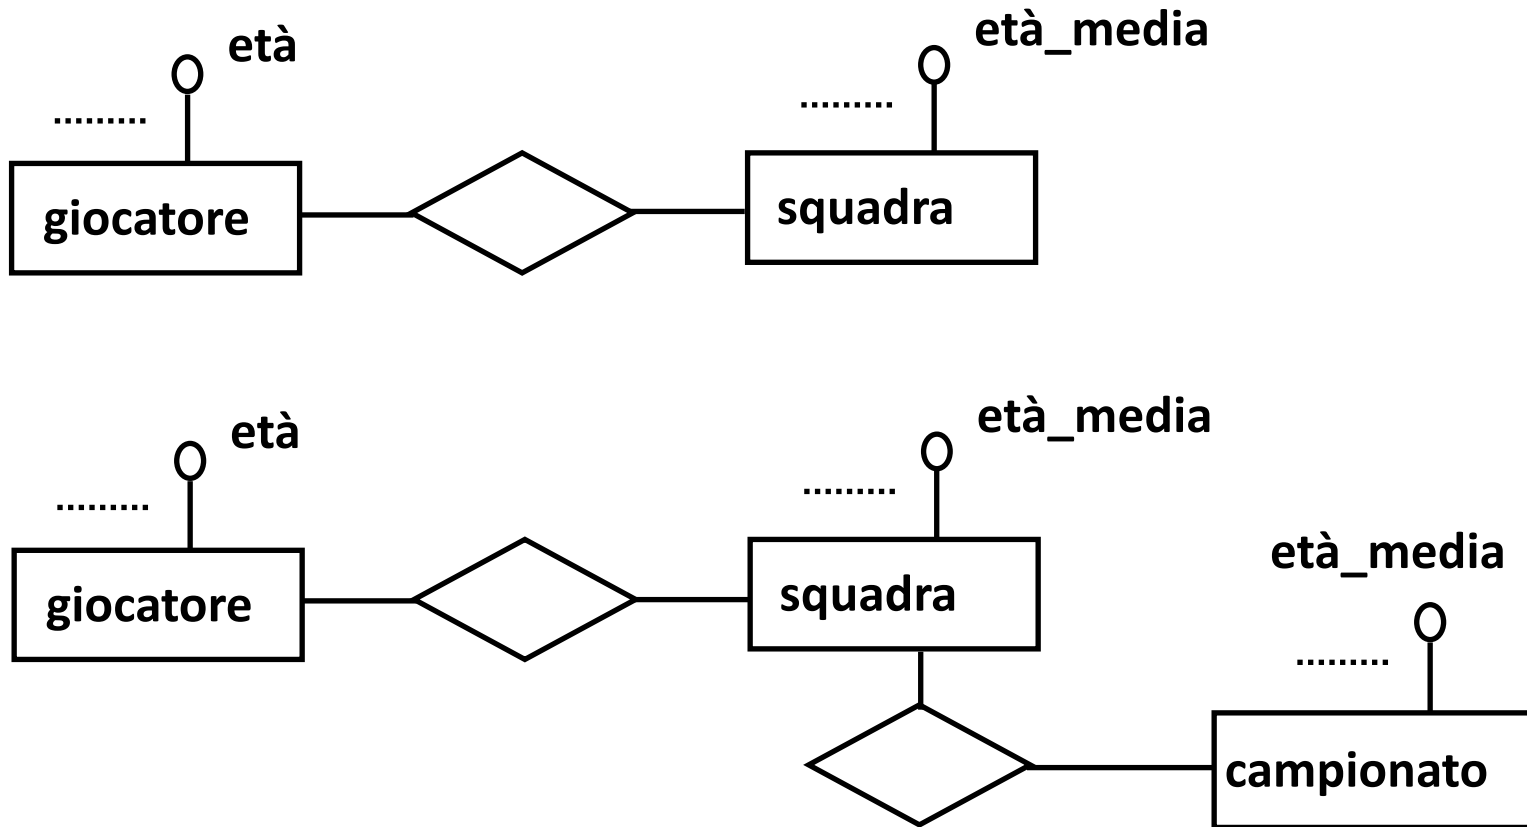 età
età_media
.........
.........
giocatore
squadra
età
età_media
.........
.........
età_media
giocatore
squadra
.........
campionato